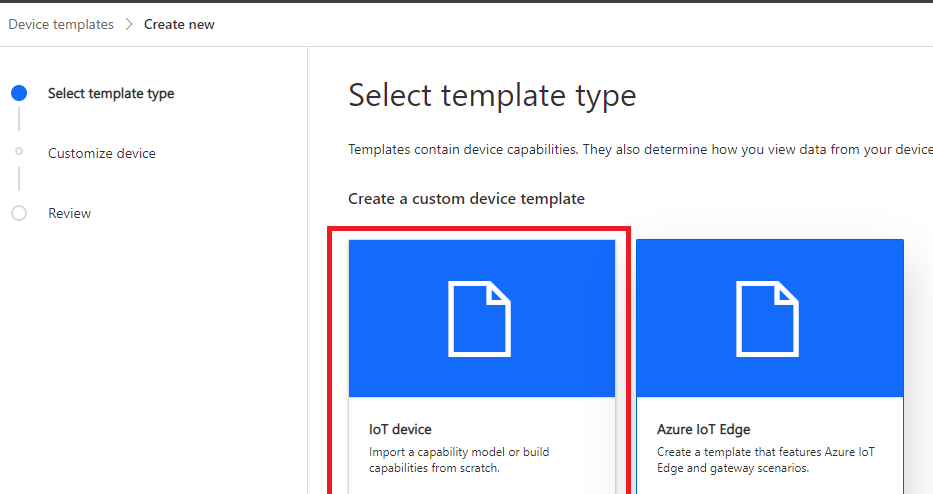 Device templates > Create new
Select template type
Customize device
Review
Select template type
Templates contain device capabilities. They also determine how you view data from your device
Create a custom device template
IoT device
Import a capability model or build
capabilities from scratch.
Azure IoT Edge
Create a template that features Azure IoT
Edge and gateway scenarios.